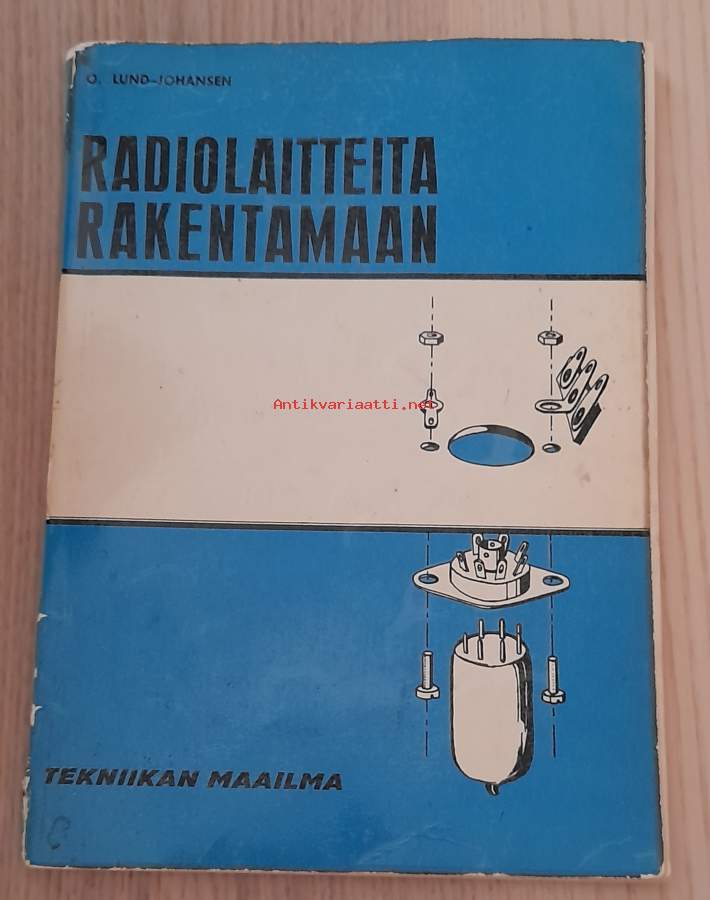 O. LUND-JOHANSEN
RADIOLAITTEITA
RAKENTAMAAN
Antikvariaatti.net
TEKNIIKAN MAAILMA